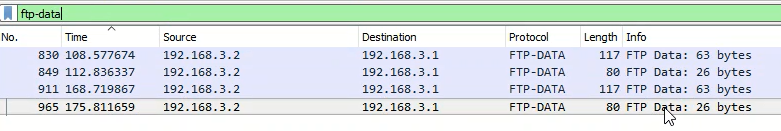 ftp-data
No. Time Source Destination Protocol Length Info
830 108.577674 192.168.3.2 192.168.3.1 FTP-DATA 117 FTP Data: 63 bytes
849 112.836337 192.168.3.2 192.168.3.1 FTP-DATA 80 FTP Data: 26 bytes
911 168.719867 192.168.3.2 192.168.3.1 FTP-DATA 117 FTP Data: 63 bytes
965 175.811659 192.168.3.2 192.168.3.1 FTP-DATA 80 FTP Data: 26 bytes